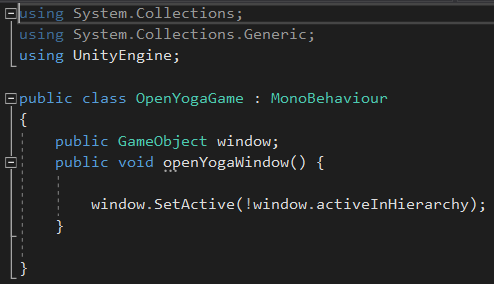 using System.Collections;
using System.Collections.Generic;
using UnityEngine;
public class OpenYogaGame : MonoBehaviour
{
public GameObject window;
public void openYogaWindow() {
window.SetActive(!window.activeInHierarchy);
}
}